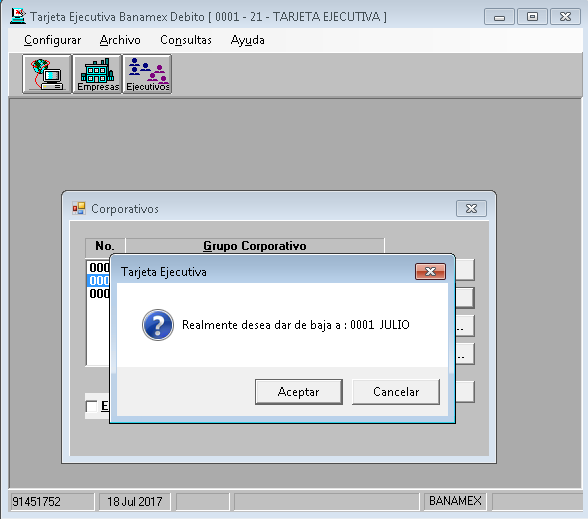 Tarjeta Ejecutiva Banamex Debito [ 0001 - 21 - TARJETA EJECUTIVA ]
Configurar Archivo Consultas Ayuda
Empresas Ejecutivos
Corporativos
No. Grupo Corporativo
000
000
000
Tarjeta Ejecutiva
Realmente desea dar de baja a : 0001 JULIO
Aceptar Cancelar
E
91451752 18 Jul 2017 BANAMEX